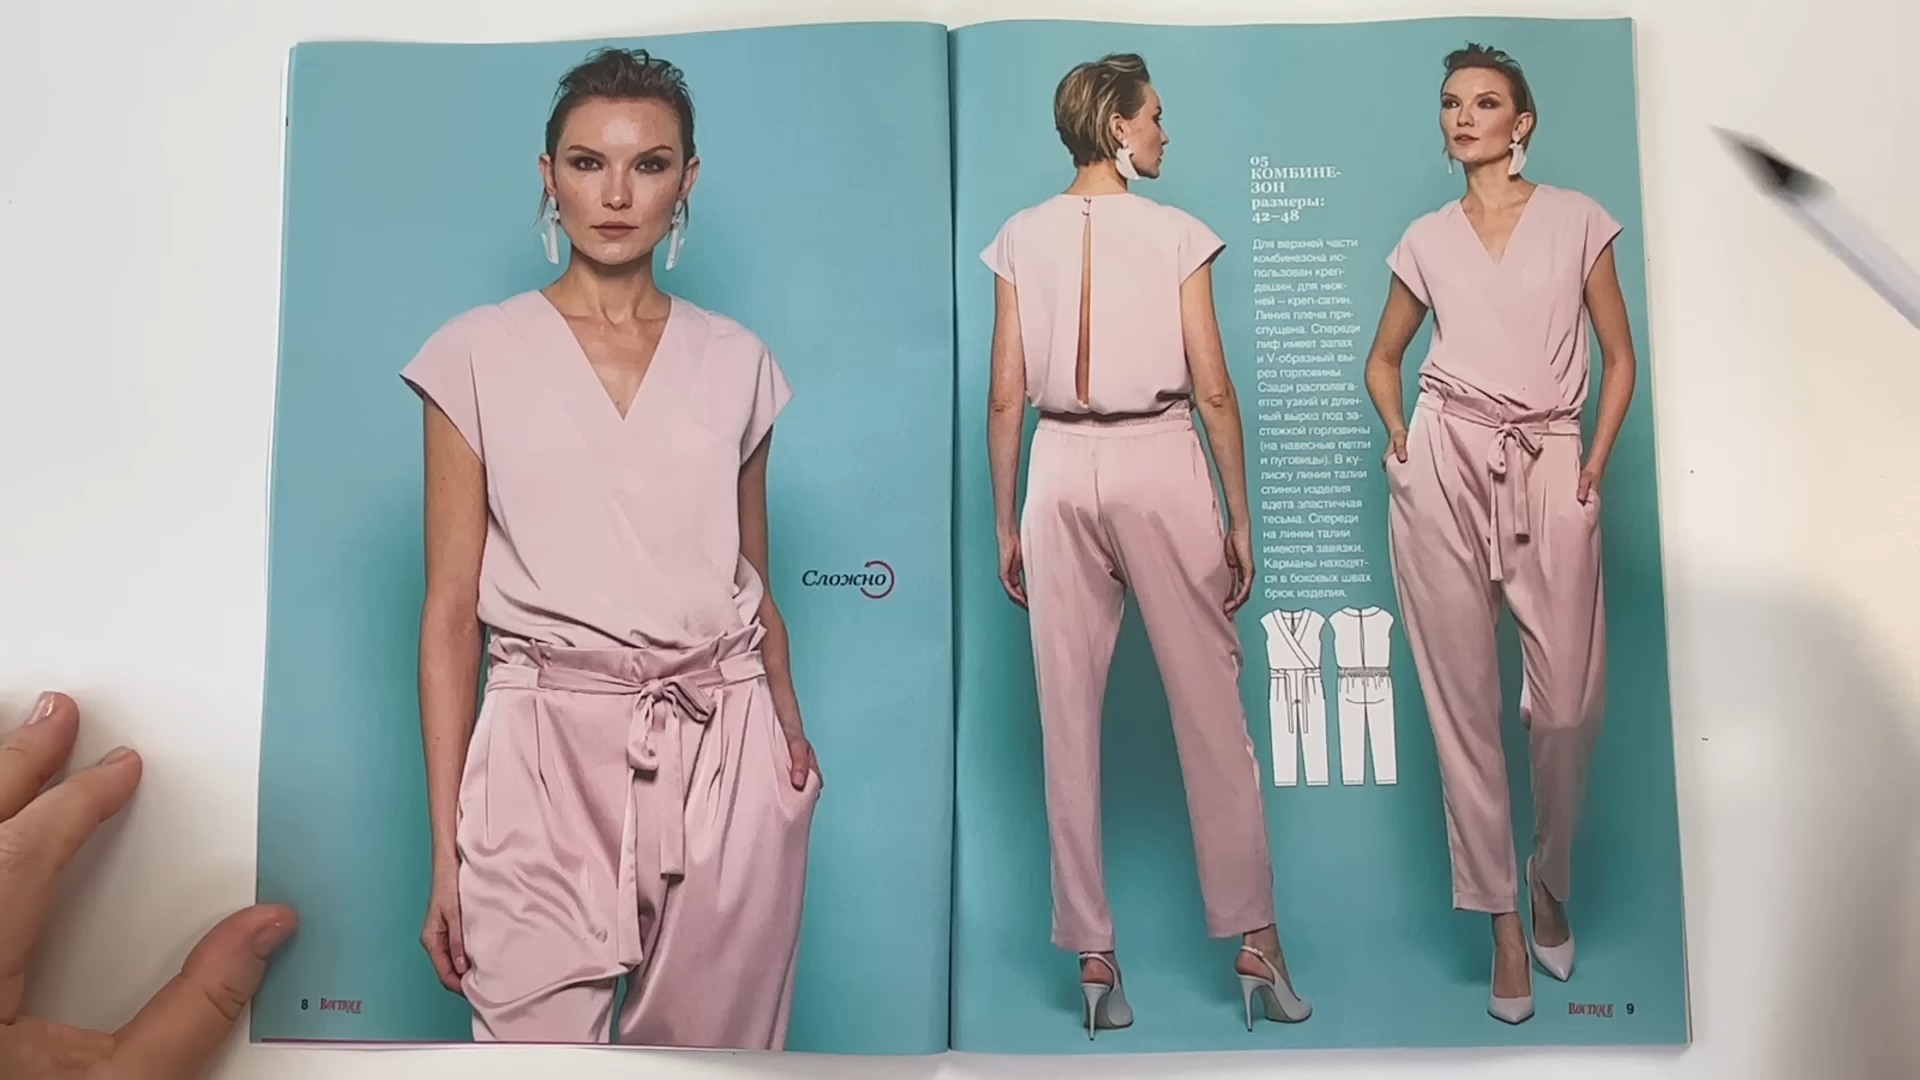 Сложно
8 BOUTIQUE
05
КОМБИНЕ-
ЗОН
размеры:
42–48
Для верхней части
комбинезона ис-
пользован креп-
дешин, для ниж-
ней – креп-сатин.
Линия плеча при-
спущена. Спереди
лиф имеет запах
и V-образный вы-
рез горловины.
Сзади располага-
ется узкий и длин-
ный вырез под за-
стежкой горловины
(на навесные петли
и пуговицы). В ку-
лиску линии талии
спинки изделия
вдета эластичная
тесьма. Спереди
на линии талии
имеются завязки.
Карманы находят-
ся в боковых швах
брюк изделия.
BOUTIQUE 9